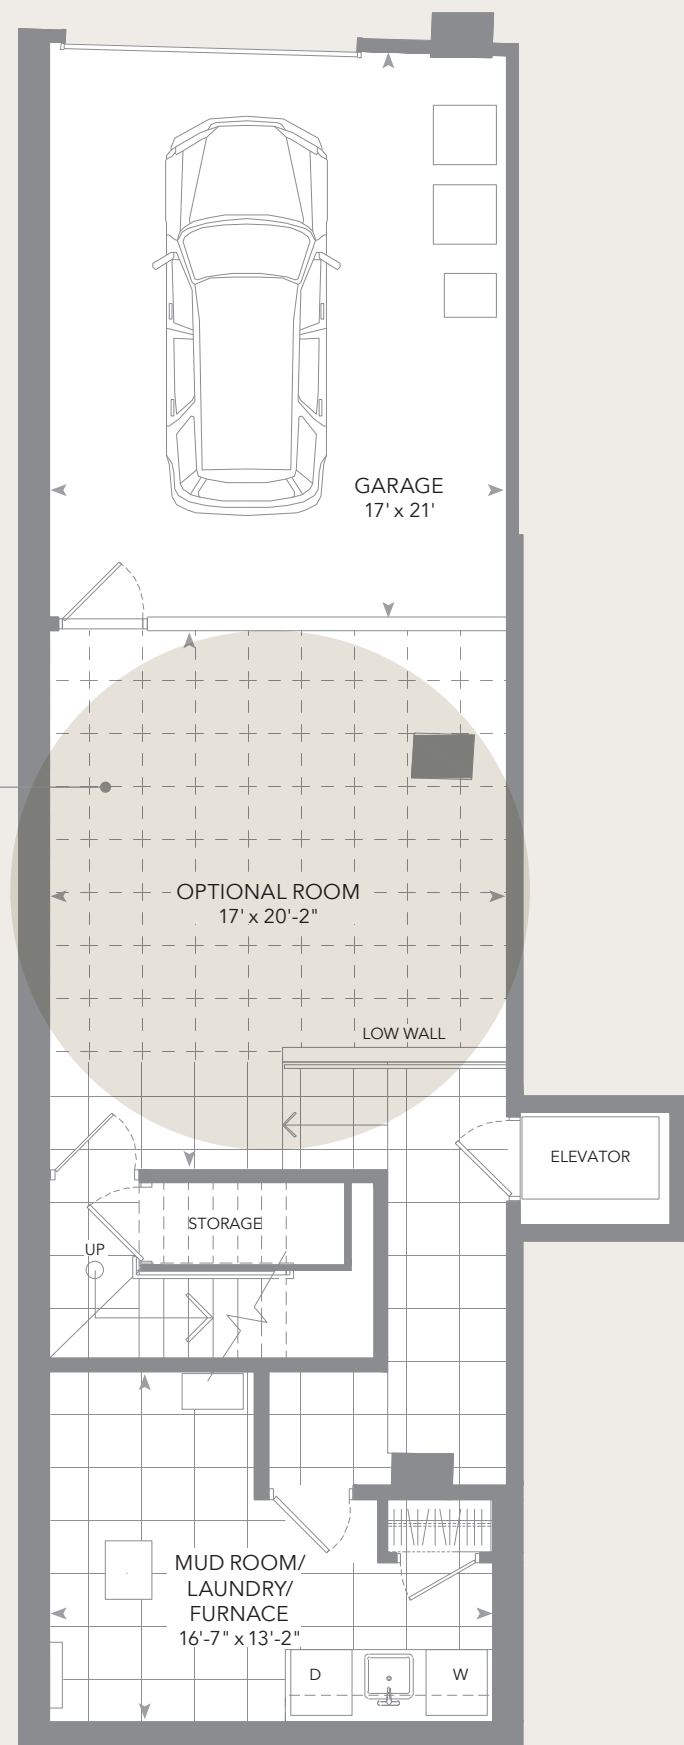 GARAGE
17' x 21'
OPTIONAL ROOM
17' x 20'-2"
LOW WALL
ELEVATOR
STORAGE
UP
MUD ROOM/
LAUNDRY/
FURNACE
16'-7" x 13'-2"
D
W